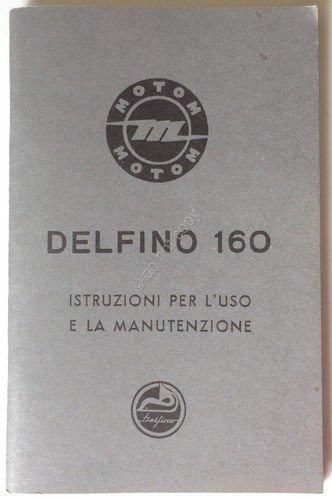 MOTOM
m
MOTOM
DELFINO 160
ISTRUZIONI PER L'USO
E LA MANUTENZIONE
Delfino